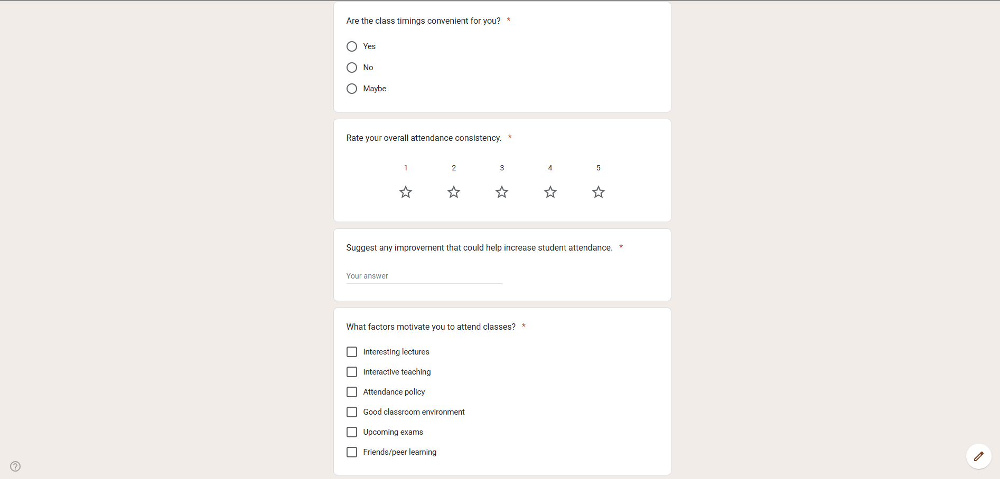 Are the class timings convenient for you? *
Yes
No
Maybe
Rate your overall attendance consistency. *
1 2 3 4 5
Suggest any improvement that could help increase student attendance. *
Your answer
What factors motivate you to attend classes? *
Interesting lectures
Interactive teaching
Attendance policy
Good classroom environment
Upcoming exams
Friends/peer learning